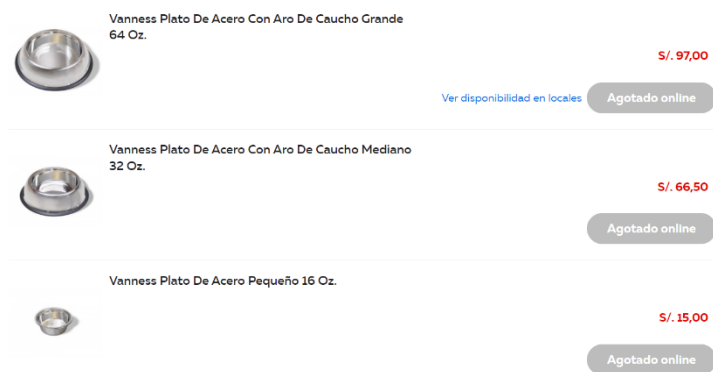 Vanness Plato De Acero Con Aro De Caucho Grande
64 Oz.
S/. 97,00
Ver disponibilidad en locales
Agotado online
Vanness Plato De Acero Con Aro De Caucho Mediano
32 Oz.
S/. 66,50
Agotado online
Vanness Plato De Acero Pequeño 16 Oz.
S/. 15,00
Agotado online